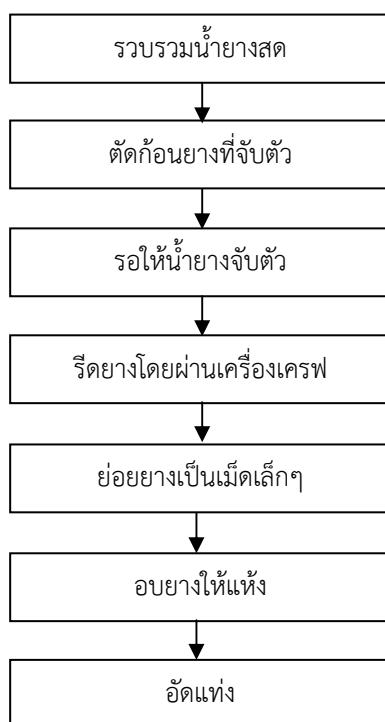 รวบรวมน้ำยางสด
ตัดก้อนยางที่จับตัว
รอให้น้ำยางจับตัว
รีดยางโดยผ่านเครื่องเครฟ
ย่อยยางเป็นเม็ดเล็กๆ
อบยางให้แห้ง
อัดแท่ง